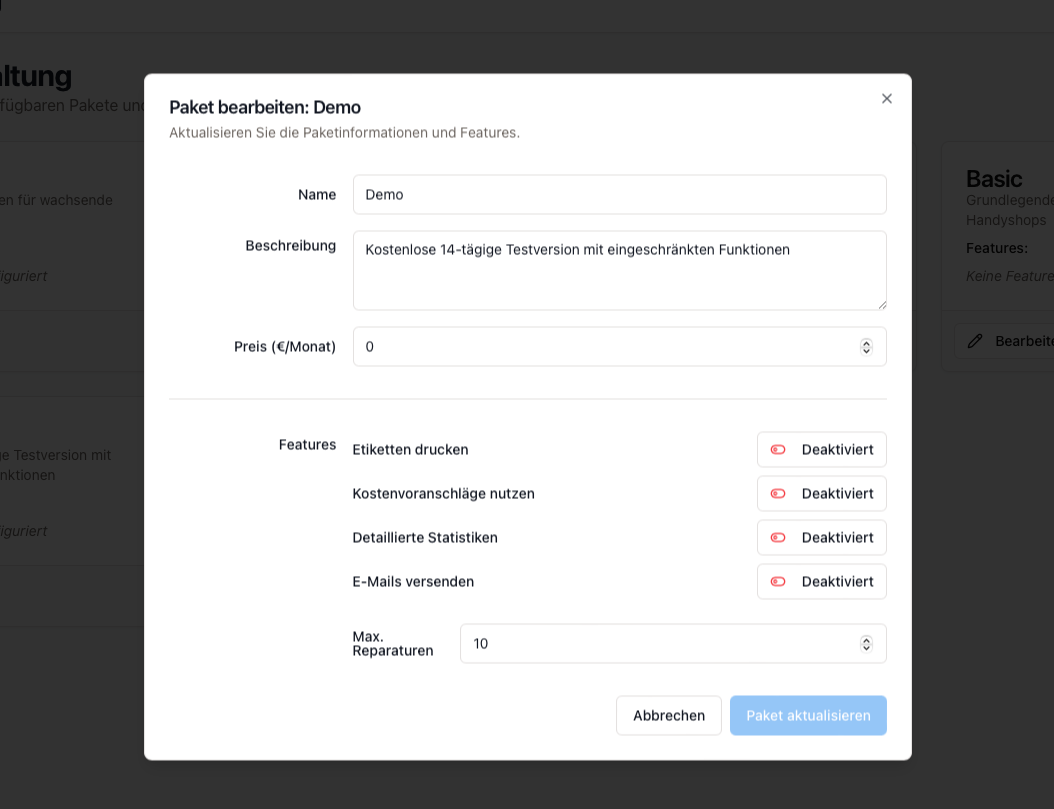 ltung
fügbaren Pakete und
Paket bearbeiten: Demo
Aktualisieren Sie die Paketinformationen und Features.
Name
Demo
Beschreibung
Kostenlose 14-tägige Testversion mit eingeschränkten Funktionen
Preis (€/Monat)
0
Features
Etiketten drucken
Deaktiviert
Kostenvoranschläge nutzen
Deaktiviert
Detaillierte Statistiken
Deaktiviert
E-Mails versenden
Deaktiviert
Max.
Reparaturen
10
Abbrechen
Paket aktualisieren
en für wachsende
iguriert
ge Testversion mit
nktionen
iguriert
Basic
Grundlegende
Handyshops
Features:
Keine Feature
Bearbeite